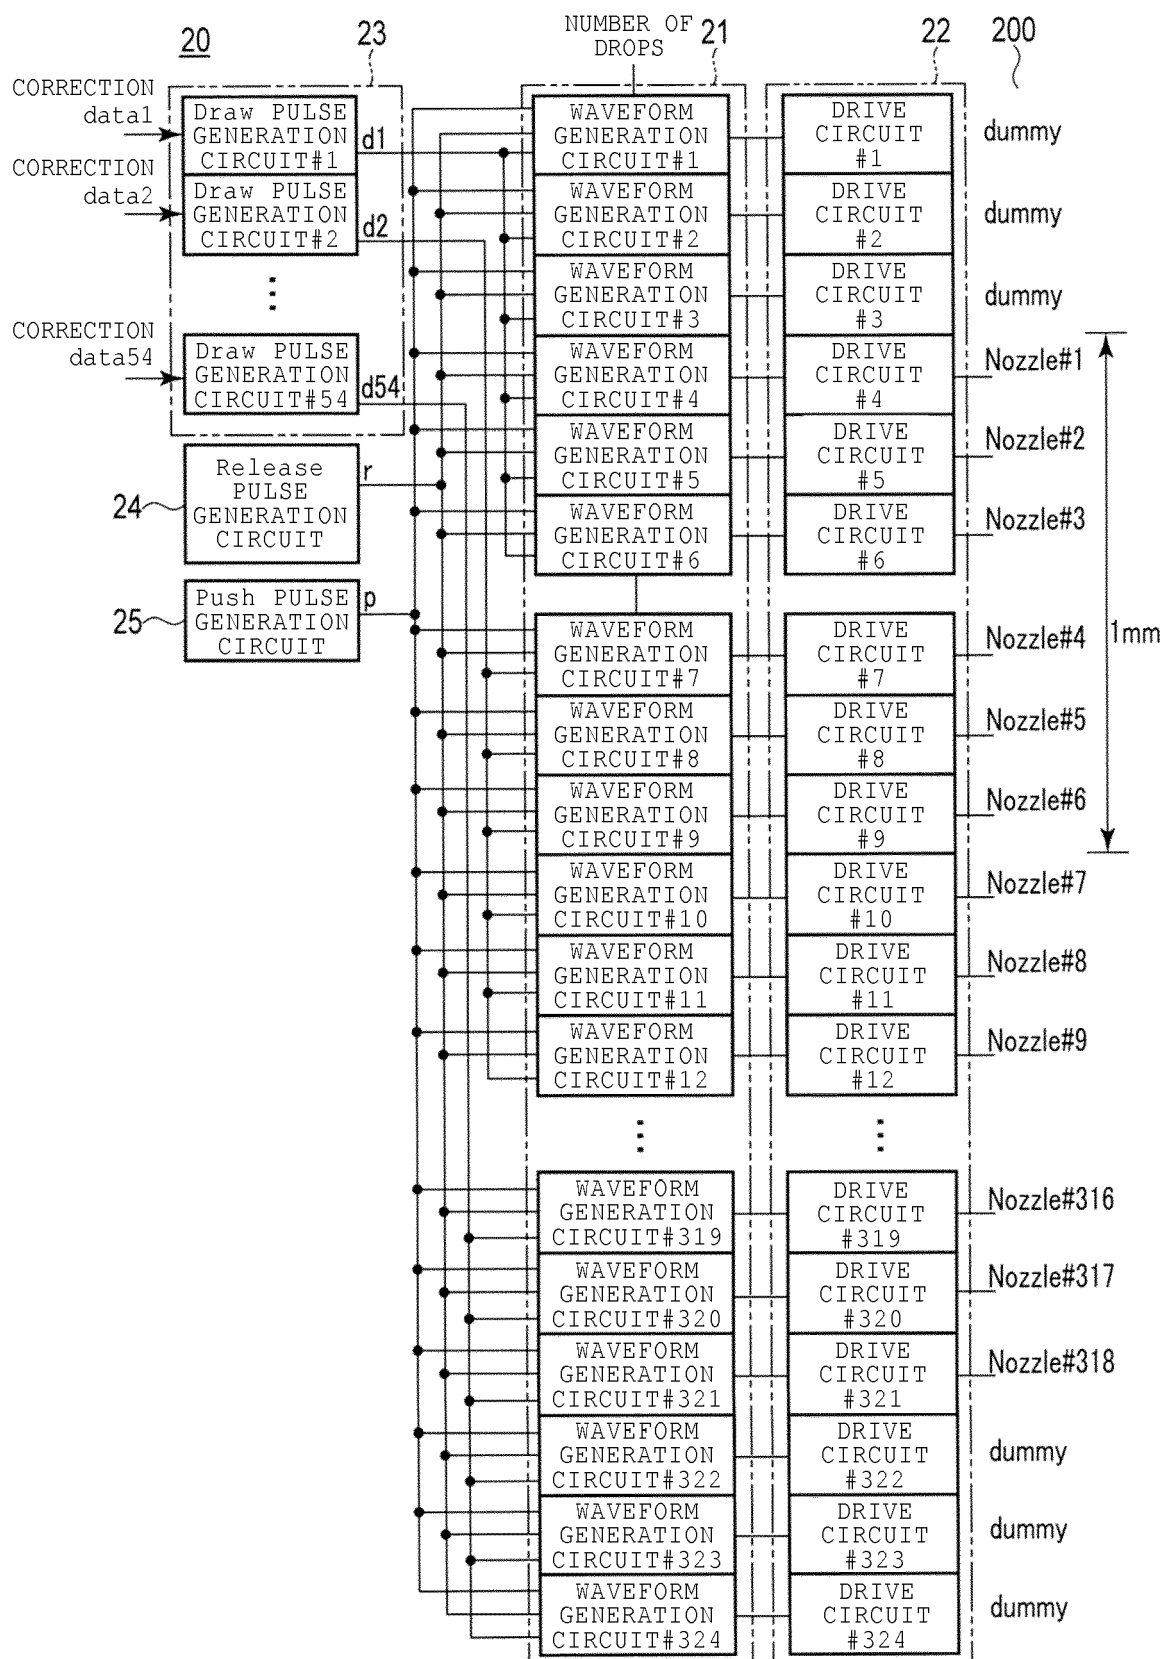 20
23
NUMBER OF
DROPS
21
22
200
CORRECTION
data1
Draw PULSE
GENERATION
CIRCUIT#1
d1
CORRECTION
data2
Draw PULSE
GENERATION
CIRCUIT#2
d2
CORRECTION
data54
Draw PULSE
GENERATION
CIRCUIT#54
d54
24
Release
PULSE
GENERATION
CIRCUIT
r
25
Push PULSE
GENERATION
CIRCUIT
p
WAVEFORM
GENERATION
CIRCUIT#1
DRIVE
CIRCUIT
#1
dummy
WAVEFORM
GENERATION
CIRCUIT#2
DRIVE
CIRCUIT
#2
dummy
WAVEFORM
GENERATION
CIRCUIT#3
DRIVE
CIRCUIT
#3
dummy
WAVEFORM
GENERATION
CIRCUIT#4
DRIVE
CIRCUIT
#4
Nozzle#1
WAVEFORM
GENERATION
CIRCUIT#5
DRIVE
CIRCUIT
#5
Nozzle#2
WAVEFORM
GENERATION
CIRCUIT#6
DRIVE
CIRCUIT
#6
Nozzle#3
WAVEFORM
GENERATION
CIRCUIT#7
DRIVE
CIRCUIT
#7
Nozzle#4
1mm
WAVEFORM
GENERATION
CIRCUIT#8
DRIVE
CIRCUIT
#8
Nozzle#5
WAVEFORM
GENERATION
CIRCUIT#9
DRIVE
CIRCUIT
#9
Nozzle#6
WAVEFORM
GENERATION
CIRCUIT#10
DRIVE
CIRCUIT
#10
Nozzle#7
WAVEFORM
GENERATION
CIRCUIT#11
DRIVE
CIRCUIT
#11
Nozzle#8
WAVEFORM
GENERATION
CIRCUIT#12
DRIVE
CIRCUIT
#12
Nozzle#9
WAVEFORM
GENERATION
CIRCUIT#319
DRIVE
CIRCUIT
#319
Nozzle#316
WAVEFORM
GENERATION
CIRCUIT#320
DRIVE
CIRCUIT
#320
Nozzle#317
WAVEFORM
GENERATION
CIRCUIT#321
DRIVE
CIRCUIT
#321
Nozzle#318
WAVEFORM
GENERATION
CIRCUIT#322
DRIVE
CIRCUIT
#322
dummy
WAVEFORM
GENERATION
CIRCUIT#323
DRIVE
CIRCUIT
#323
dummy
WAVEFORM
GENERATION
CIRCUIT#324
DRIVE
CIRCUIT
#324
dummy